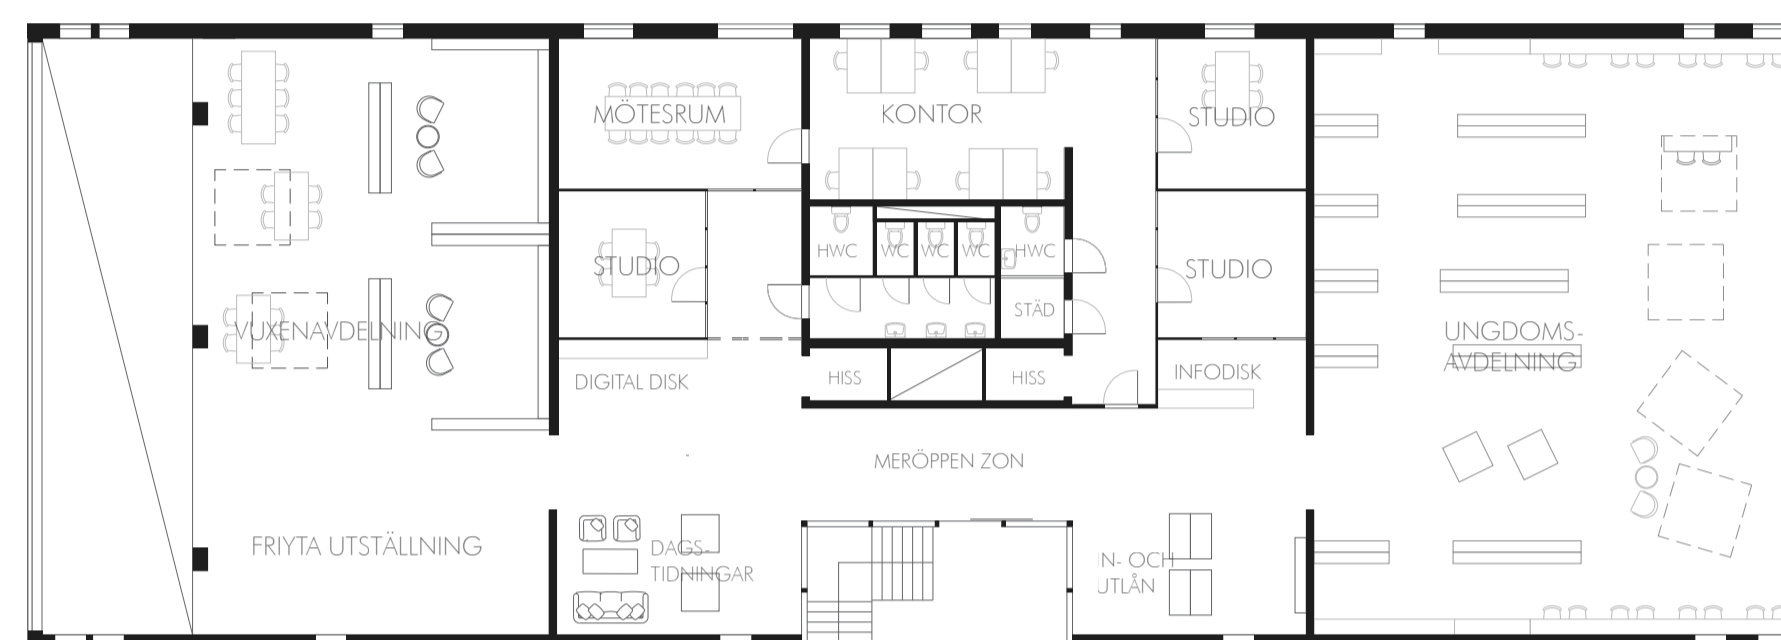 MÖTESRUM
KONTOR
STUDIO
HWC
WC
WC
WC
HWC
STUDIO
STUDIO
STÄD
VUXENAVDELNING
UNGDOMS-
AVDELNING
DIGITAL DISK
HISS
HISS
INFODISK
MERÖPPEN ZON
FRIYTA UTSTÄLLNING
DAGS-
TIDNINGAR
IN- OCH
UTLÅN